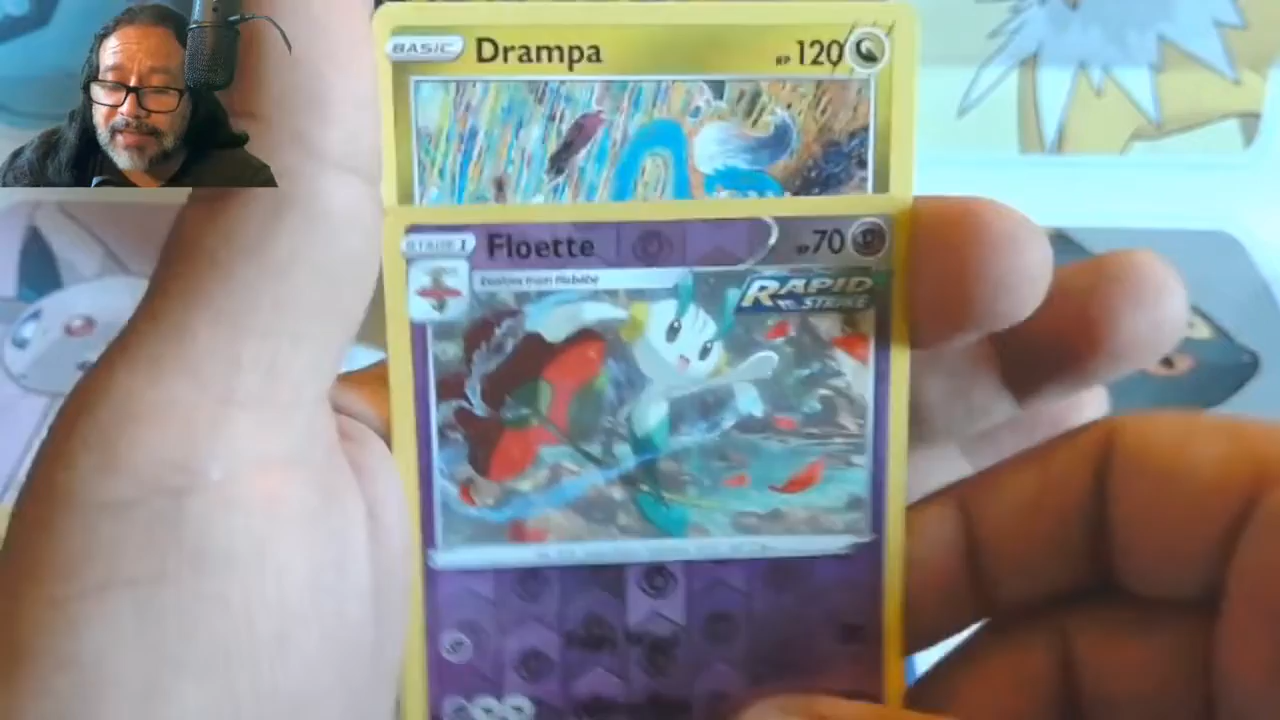 BASIC Drampa HP 120
STAGE 1 Floette HP 70
Evolves from Flabébé
RAPID
STRIKE